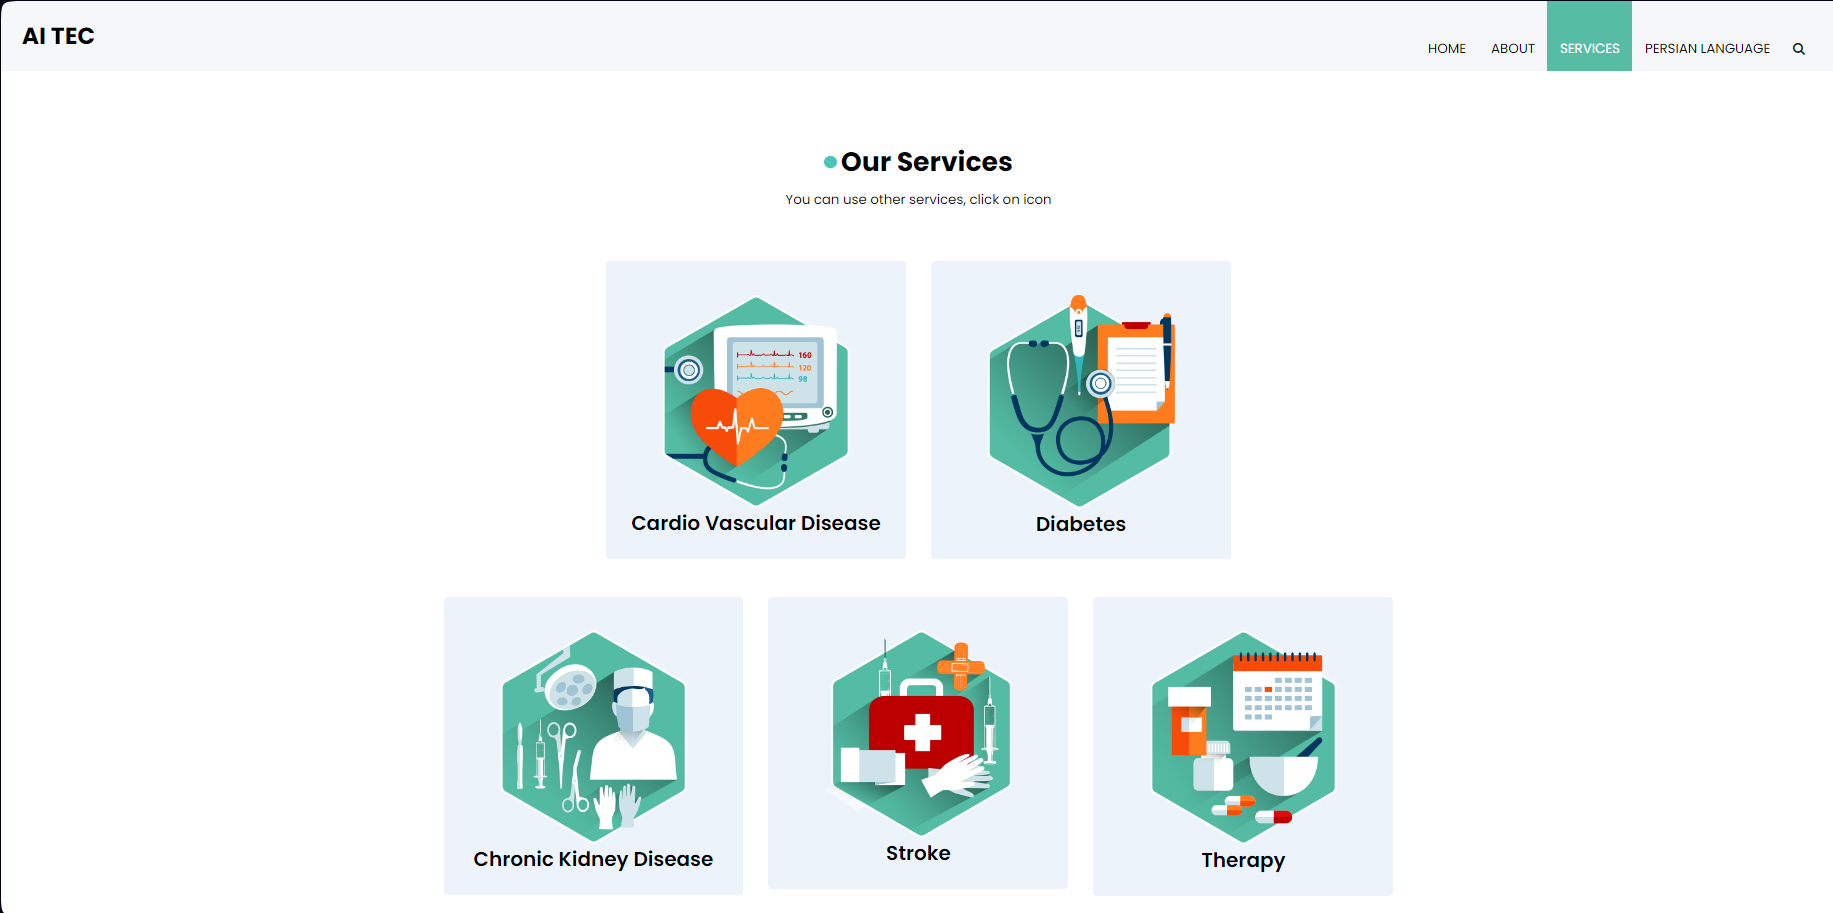 AI TEC
HOME ABOUT SERVICES PERSIAN LANGUAGE
Our Services
You can use other services, click on icon
160
120
98
Cardio Vascular Disease
Diabetes
Chronic Kidney Disease
Stroke
Therapy